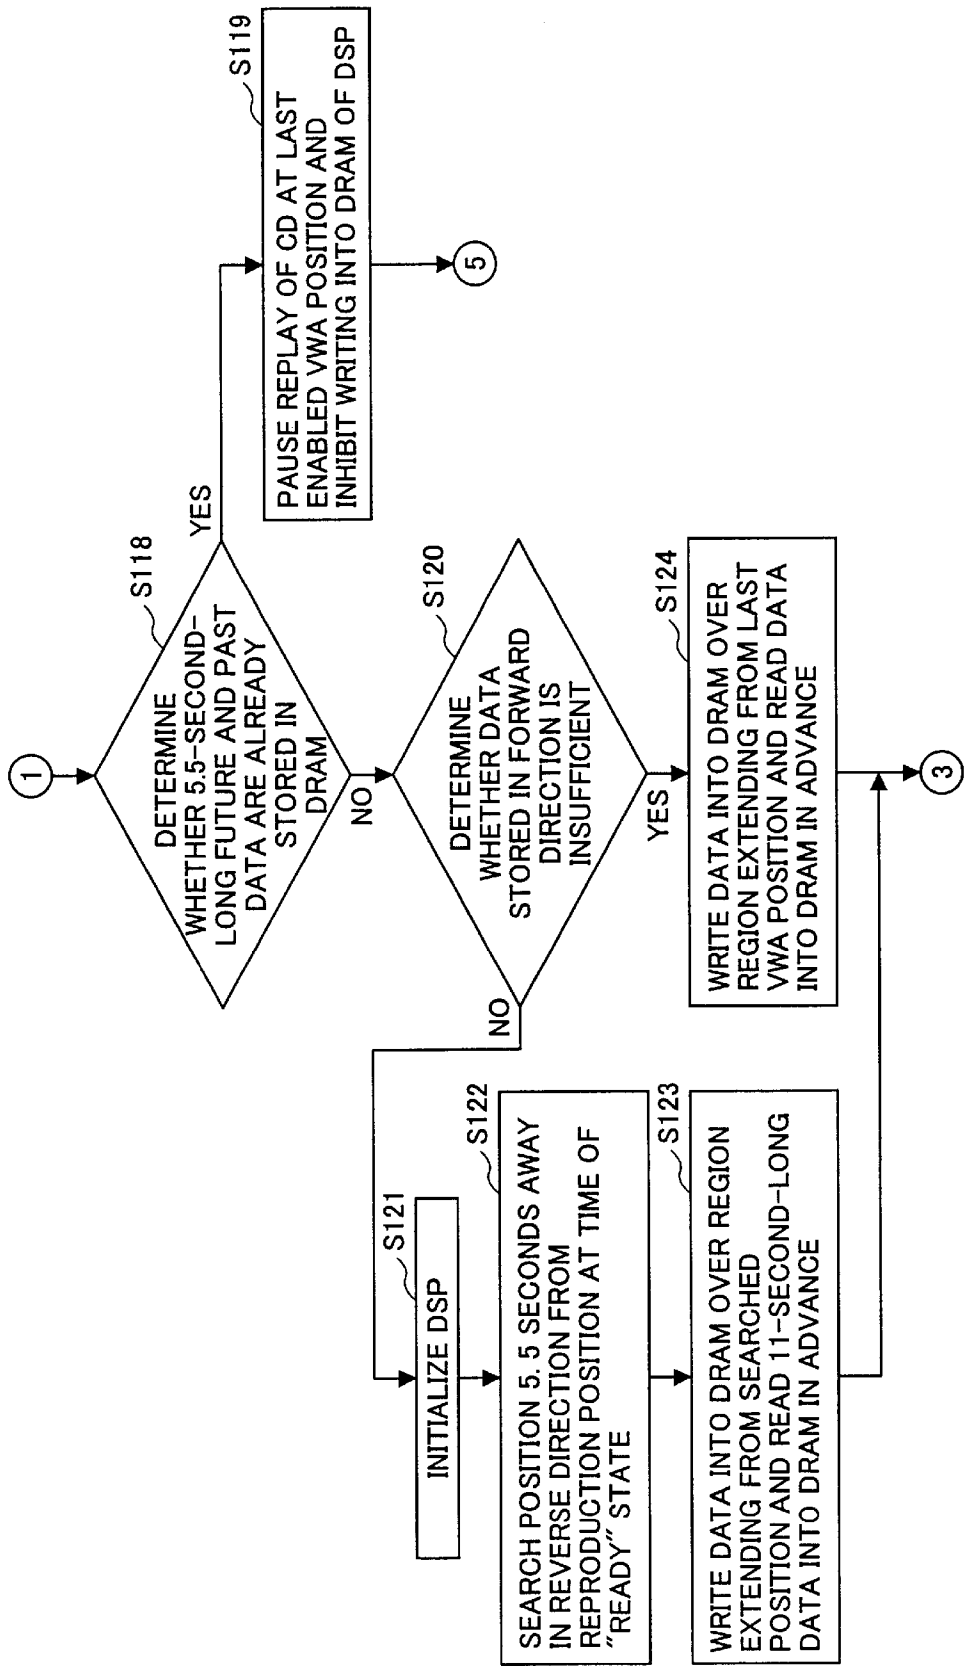 1
S118
DETERMINE
WHETHER 5.5-SECOND-
LONG FUTURE AND PAST
DATA ARE ALREADY
STORED IN
DRAM
YES
NO
S119
PAUSE REPLAY OF CD AT LAST
ENABLED VWA POSITION AND
INHIBIT WRITING INTO DRAM OF DSP
5
S120
DETERMINE
WHETHER DATA
STORED IN FORWARD
DIRECTION IS
INSUFFICIENT
NO
YES
S121
INITIALIZE DSP
S122
SEARCH POSITION 5. 5 SECONDS AWAY
IN REVERSE DIRECTION FROM
REPRODUCTION POSITION AT TIME OF
"READY" STATE
S123
WRITE DATA INTO DRAM OVER REGION
EXTENDING FROM SEARCHED
POSITION AND READ 11-SECOND-LONG
DATA INTO DRAM IN ADVANCE
S124
WRITE DATA INTO DRAM OVER
REGION EXTENDING FROM LAST
VWA POSITION AND READ DATA
INTO DRAM IN ADVANCE
3